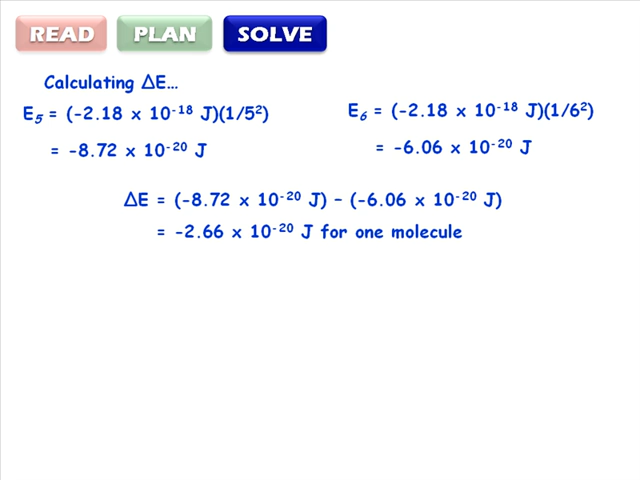 READ PLAN SOLVE
Calculating ΔE...
E₅ = (-2.18 x 10⁻¹⁸ J)(1/5²)
= -8.72 x 10⁻²⁰ J
E₆ = (-2.18 x 10⁻¹⁸ J)(1/6²)
= -6.06 x 10⁻²⁰ J
ΔE = (-8.72 x 10⁻²⁰ J) – (-6.06 x 10⁻²⁰ J)
= -2.66 x 10⁻²⁰ J for one molecule